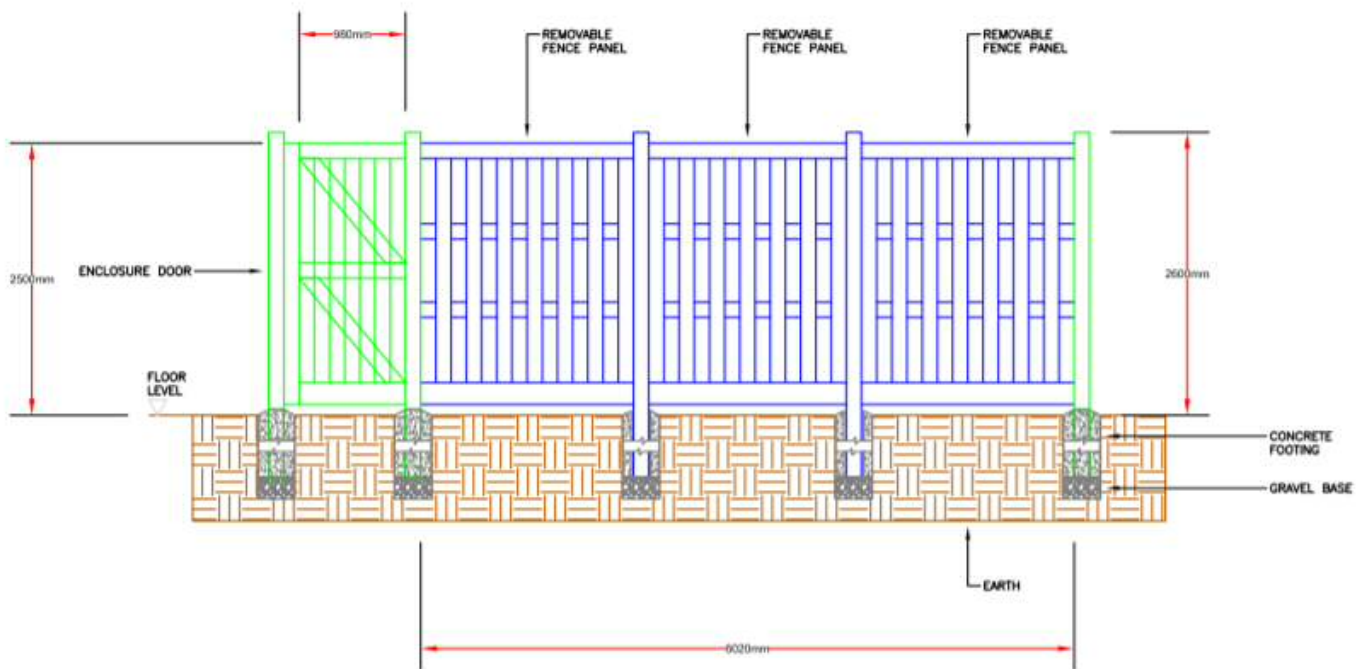 980mm
REMOVABLE
FENCE PANEL
REMOVABLE
FENCE PANEL
REMOVABLE
FENCE PANEL
2500mm
ENCLOSURE DOOR
2600mm
FLOOR
LEVEL
CONCRETE
FOOTING
GRAVEL BASE
EARTH
6020mm